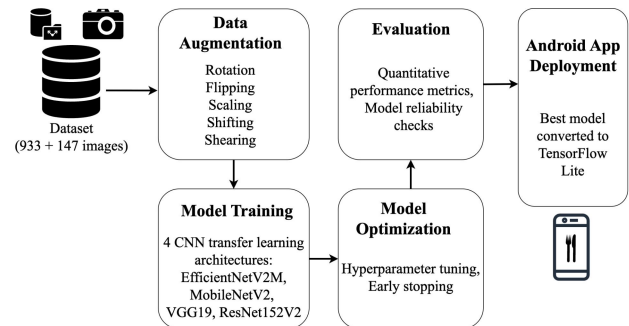 Dataset
(933 + 147 images)
Data
Augmentation
Rotation
Flipping
Scaling
Shifting
Shearing
Model Training
4 CNN transfer learning
architectures:
EfficientNetV2M,
MobileNetV2,
VGG19, ResNet152V2
Model
Optimization
Hyperparameter tuning,
Early stopping
Evaluation
Quantitative
performance metrics,
Model reliability
checks
Android App
Deployment
Best model
converted to
TensorFlow
Lite